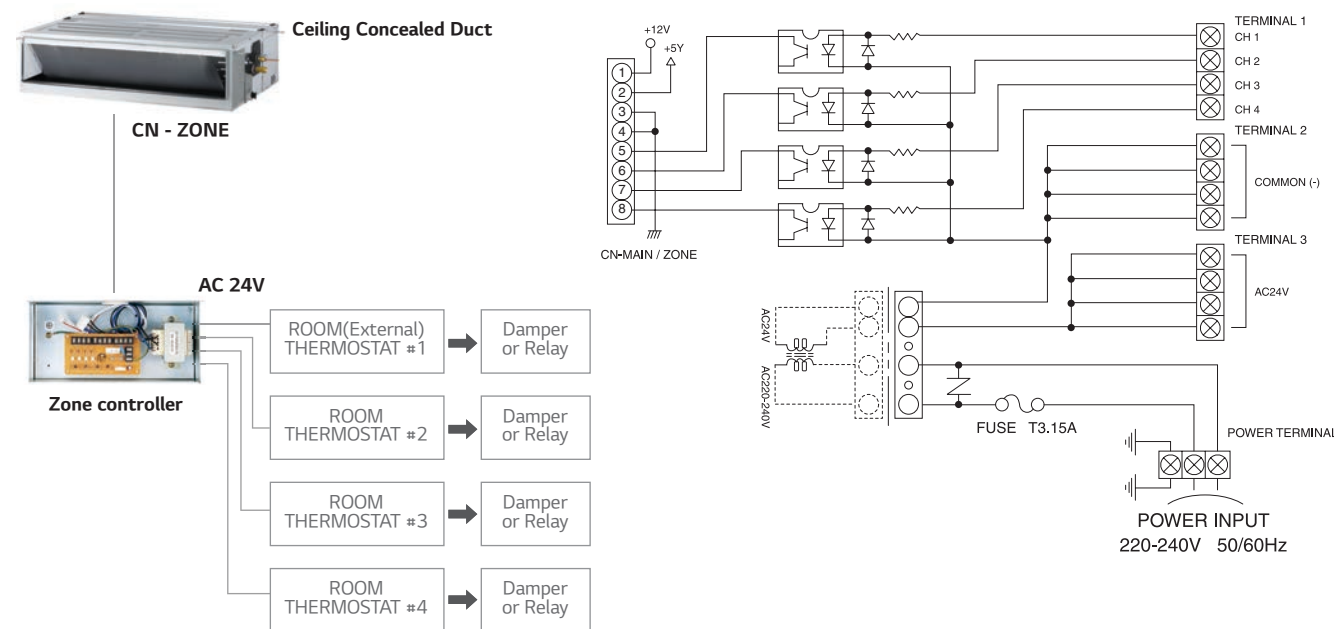 Ceiling Concealed Duct
CN - ZONE
AC 24V
Zone controller
ROOM(External)
THERMOSTAT #1
Damper
or Relay
ROOM
THERMOSTAT #2
Damper
or Relay
ROOM
THERMOSTAT #3
Damper
or Relay
ROOM
THERMOSTAT #4
Damper
or Relay
+12V
+5Y
1
2
3
4
5
6
7
8
CN-MAIN / ZONE
TERMINAL 1
CH 1
CH 2
CH 3
CH 4
TERMINAL 2
COMMON (-)
TERMINAL 3
AC24V
AC24V
AC220-240V
FUSE T3.15A
POWER TERMINAL
POWER INPUT
220-240V 50/60Hz